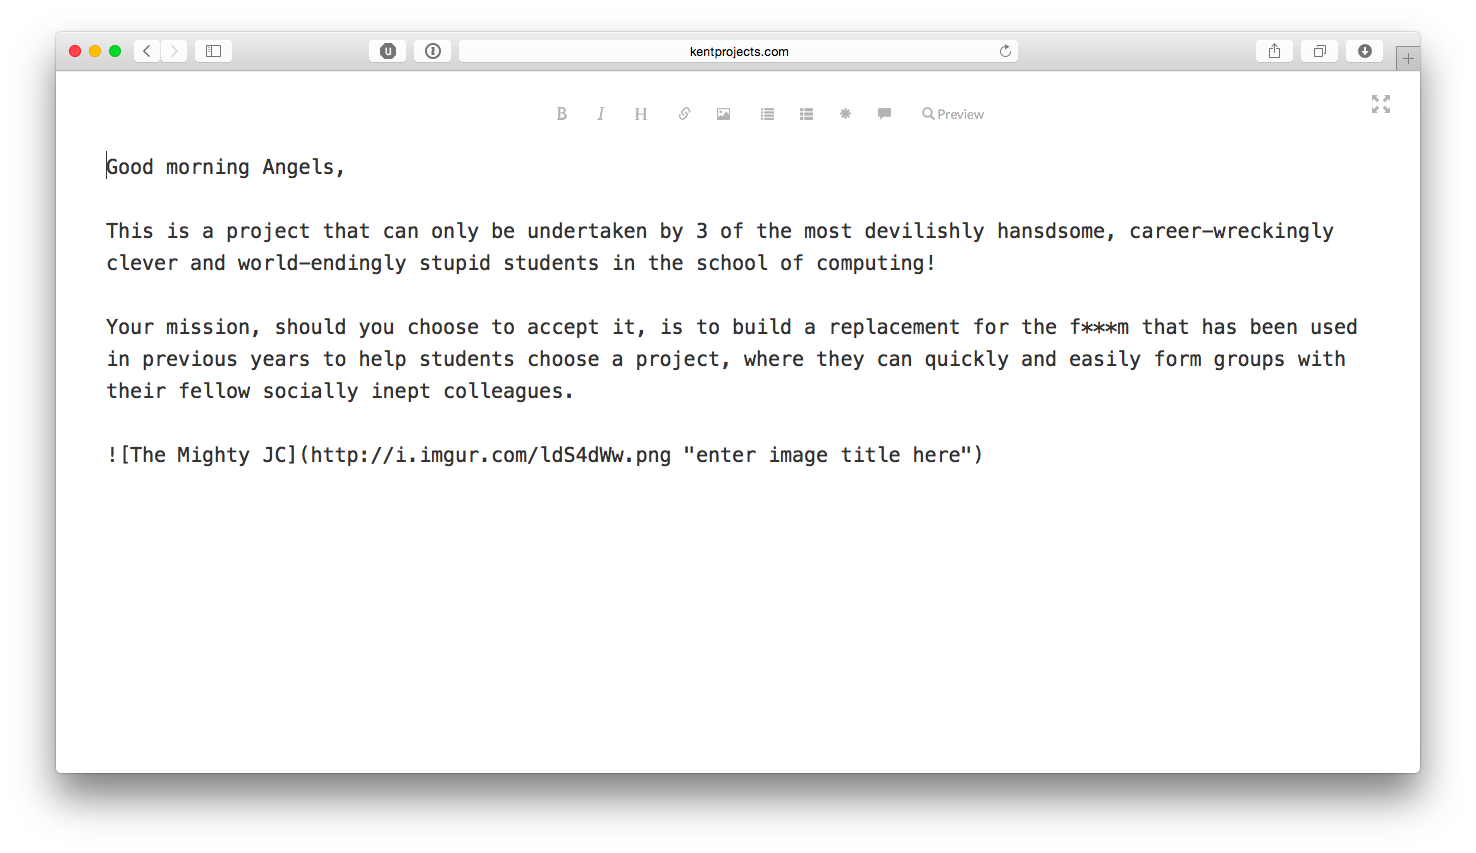 kentprojects.com
B I H Preview
Good morning Angels,
This is a project that can only be undertaken by 3 of the most devilishly hansdsome, career-wreckingly
clever and world-endingly stupid students in the school of computing!
Your mission, should you choose to accept it, is to build a replacement for the f***m that has been used
in previous years to help students choose a project, where they can quickly and easily form groups with
their fellow socially inept colleagues.
![The Mighty JC](http://i.imgur.com/ldS4dWw.png "enter image title here")